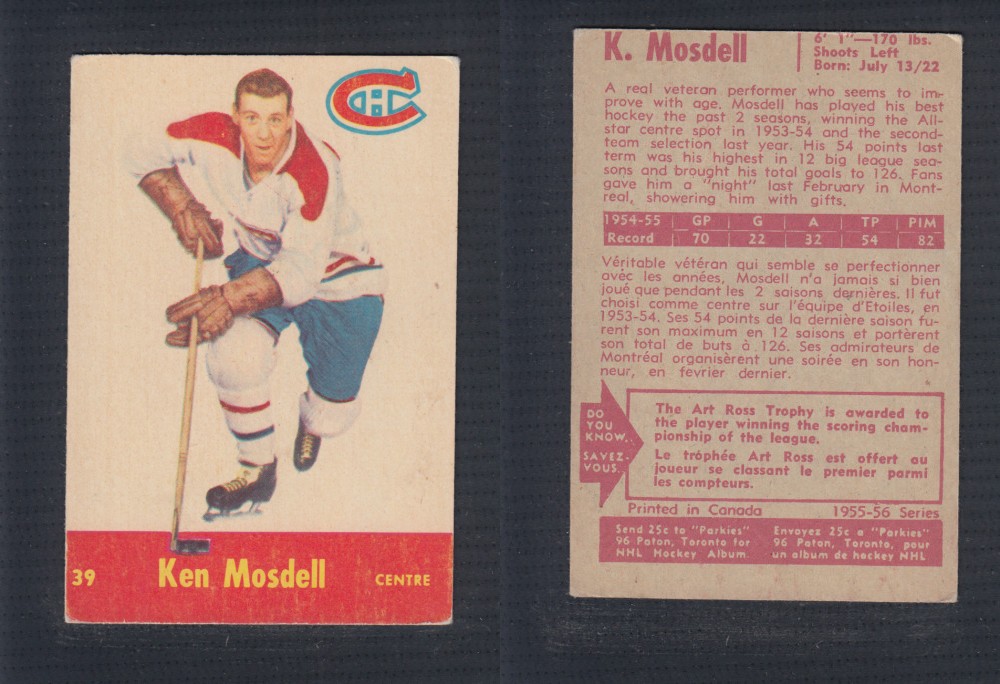 39 Ken Mosdell CENTRE
K. Mosdell
6' 1"—170 lbs.
Shoots Left
Born: July 13/22
A real veteran performer who seems to im-
prove with age. Mosdell has played his best
hockey the past 2 seasons, winning the All-
star centre spot in 1953-54 and the second-
team selection last year. His 54 points last
term was his highest in 12 big league sea-
sons and brought his total goals to 126. Fans
gave him a "night" last February in Mont-
real, showering him with gifts.
1954-55 GP G A TP PIM
Record 70 22 32 54 82
Véritable vétéran qui semble se perfectionner
avéc les années, Mosdell n'a jamais si bien
joué que pendant les 2 saisons dernières. Il fut
choisi comme centre sur l'équipe d'Etoiles, en
1953-54. Ses 54 points de la dernière saison fu-
rent son maximum en 12 saisons et portèrent
son total de buts à 126. Ses admirateurs de
Montréal organisèrent une soirée en son hon-
neur, en fevrier dernier.
DO
YOU
KNOW.
SAVEZ-
VOUS.
The Art Ross Trophy is awarded to
the player winning the scoring cham-
pionship of the league.
Le trophée Art Ross est offert au
joueur se classant le premier parmi
les compteurs.
Printed in Canada 1955-56 Series
Send 25c to "Parkies"
96 Paton, Toronto for
NHL Hockey Album
Envoyez 25c a "Parkies"
96 Paton, Toronto, pour
un album de hockey NHL